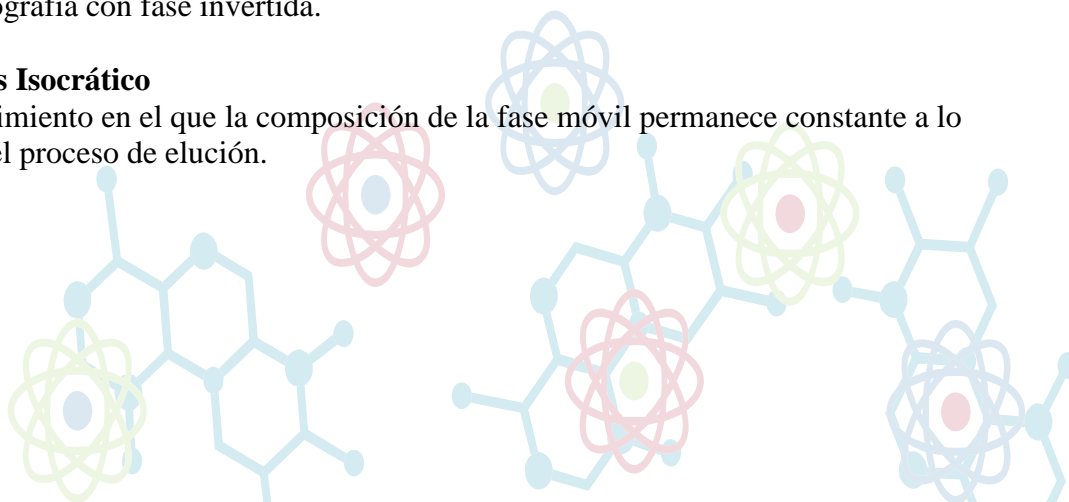 ografía con fase invertida.
s Isocrático
imiento en el que la composición de la fase móvil permanece constante a lo
el proceso de elución.